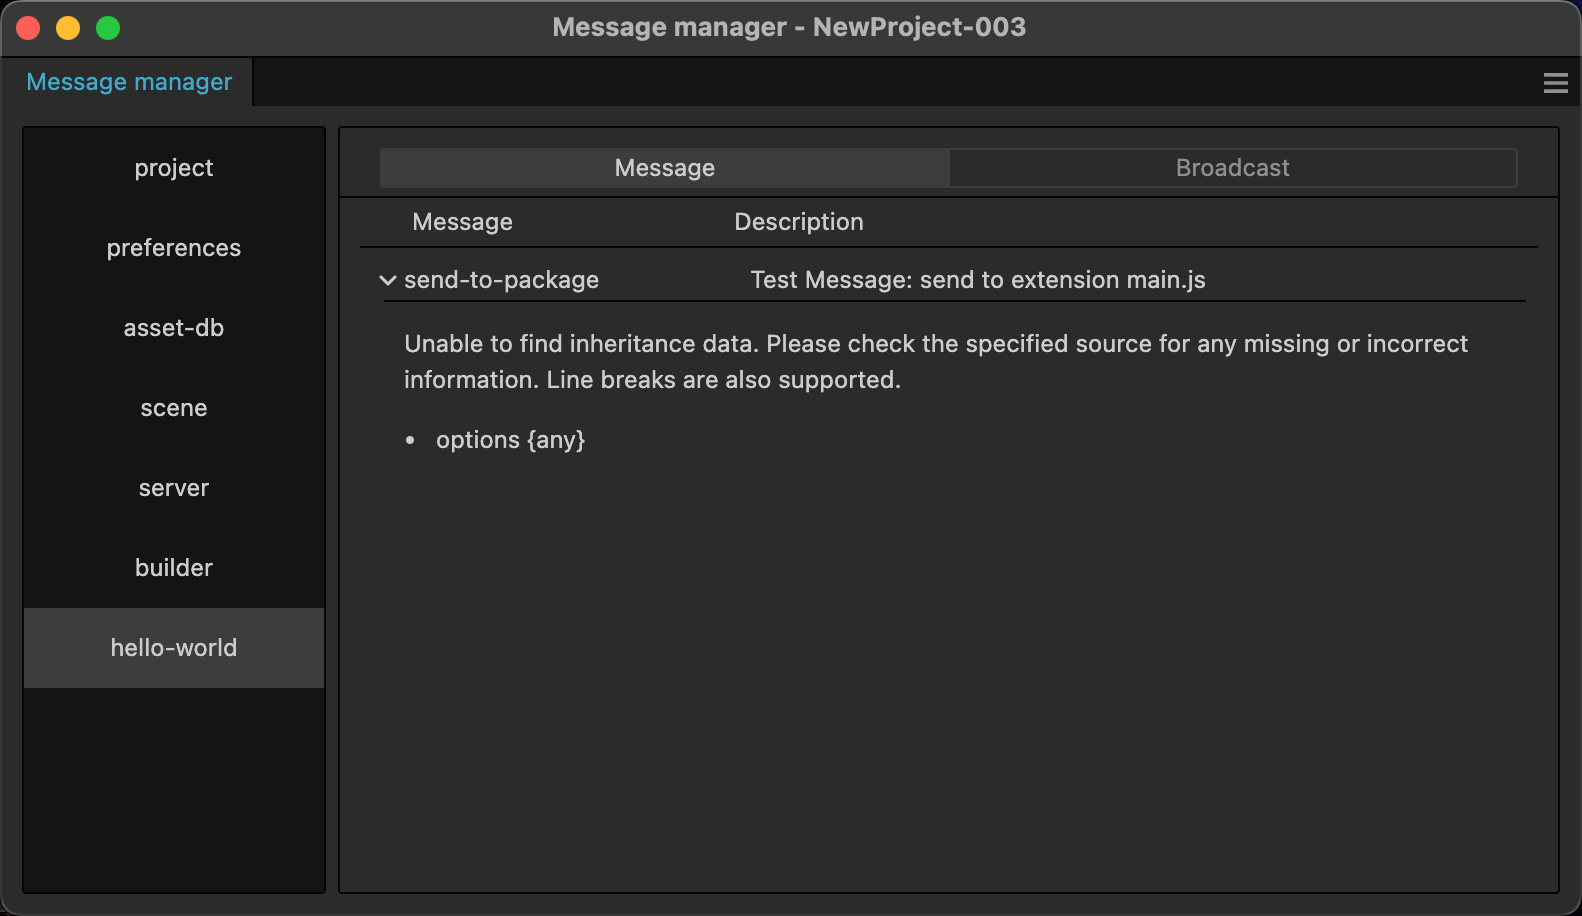 Message manager - NewProject-003
Message manager
project
preferences
asset-db
scene
server
builder
hello-world
Message
Broadcast
Message
Description
send-to-package
Test Message: send to extension main.js
Unable to find inheritance data. Please check the specified source for any missing or incorrect
information. Line breaks are also supported.
• options {any}